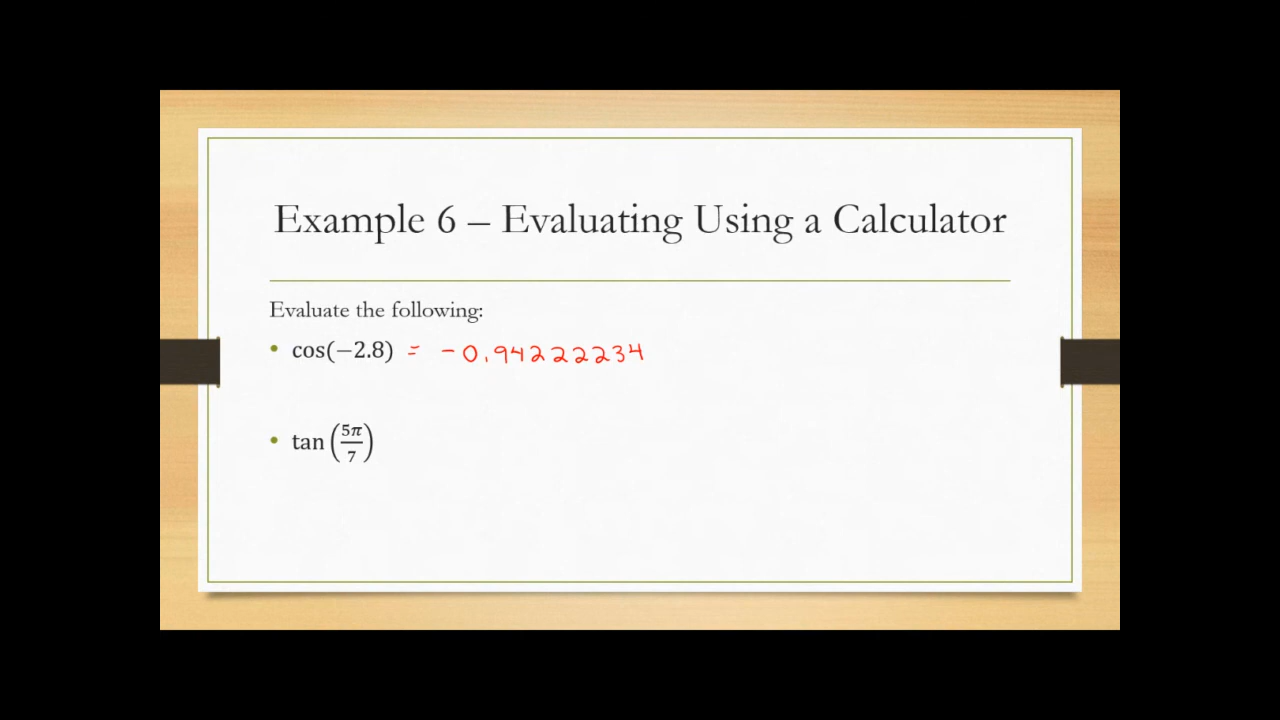 Example 6 – Evaluating Using a Calculator
Evaluate the following:
• cos(−2.8) = -0.94222234
• tan(5π/7)